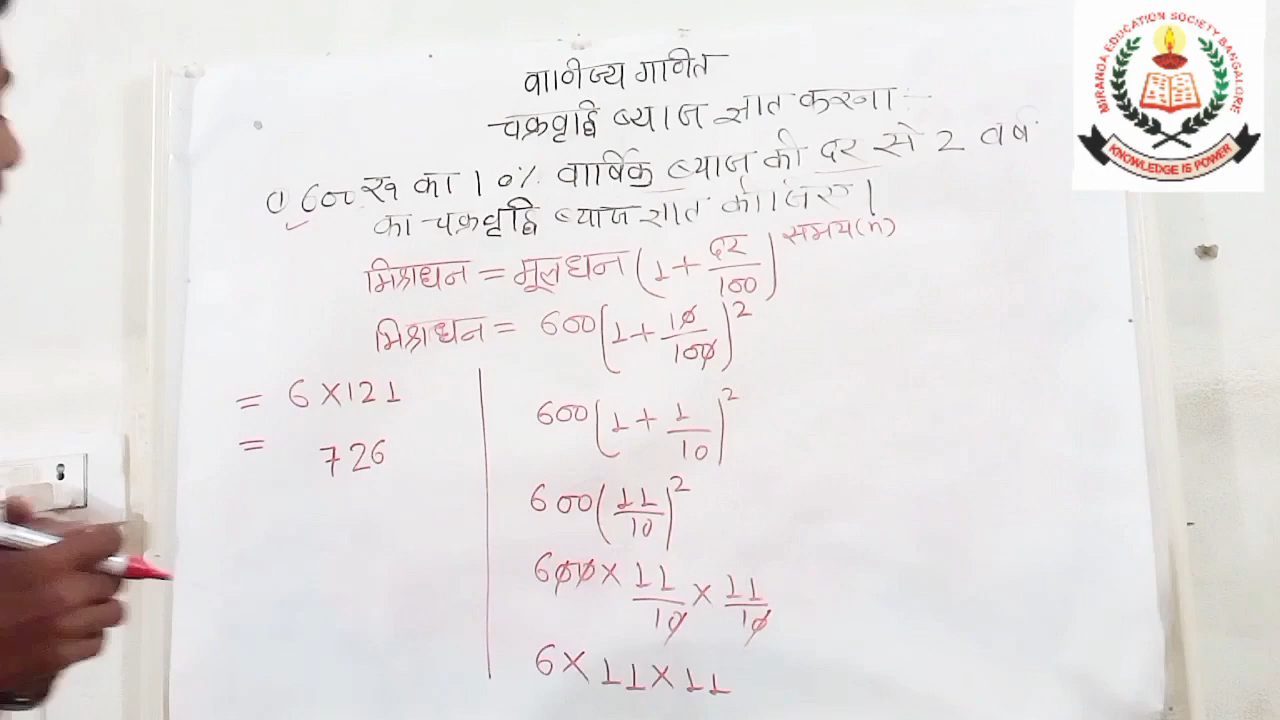 वाणिज्य गणित
चक्रवृद्धि ब्याज ज्ञात करना :-
① 600 रु का 10% वार्षिक ब्याज की दर से 2 वर्ष
का चक्रवृद्धि ब्याज ज्ञात कीजिए।
मिश्रधन = मूलधन (1 + दर/100)^समय(n)
मिश्राधन = 600 (1 + 10/100)^2
600 (1 + 1/10)^2
600 (11/10)^2
600 × 11/10 × 11/10
6 × 11 × 11
= 6 × 121
= 726
MIRANDA EDUCATION SOCIETY BANGALORE
KNOWLEDGE IS POWER